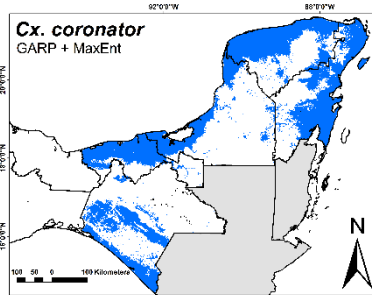 92°0'0"W 88°0'0"W
Cx. coronator
GARP + MaxEnt
20°0'0"N
18°0'0"N
16°0'0"N
N
100 50 0 100 Kilometers